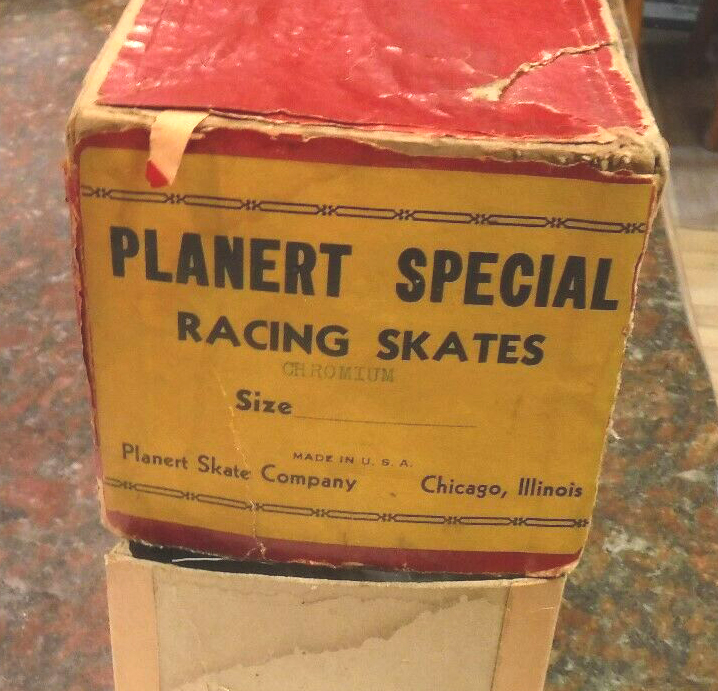 PLANERT SPECIAL
RACING SKATES
CHROMIUM
Size
MADE IN U. S. A.
Planert Skate Company Chicago, Illinois